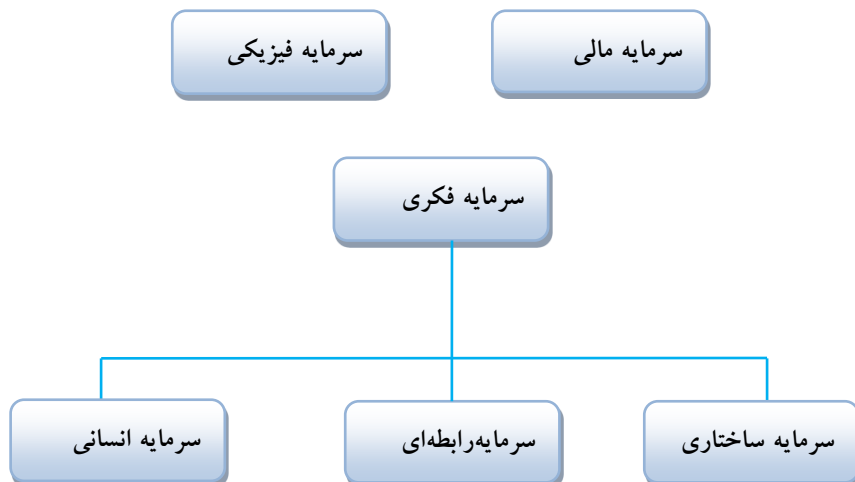 سرمایه مالی
سرمایه فیزیکی
سرمایه فکری
سرمایه ساختاری
سرمایه‌رابطه‌ای
سرمایه انسانی